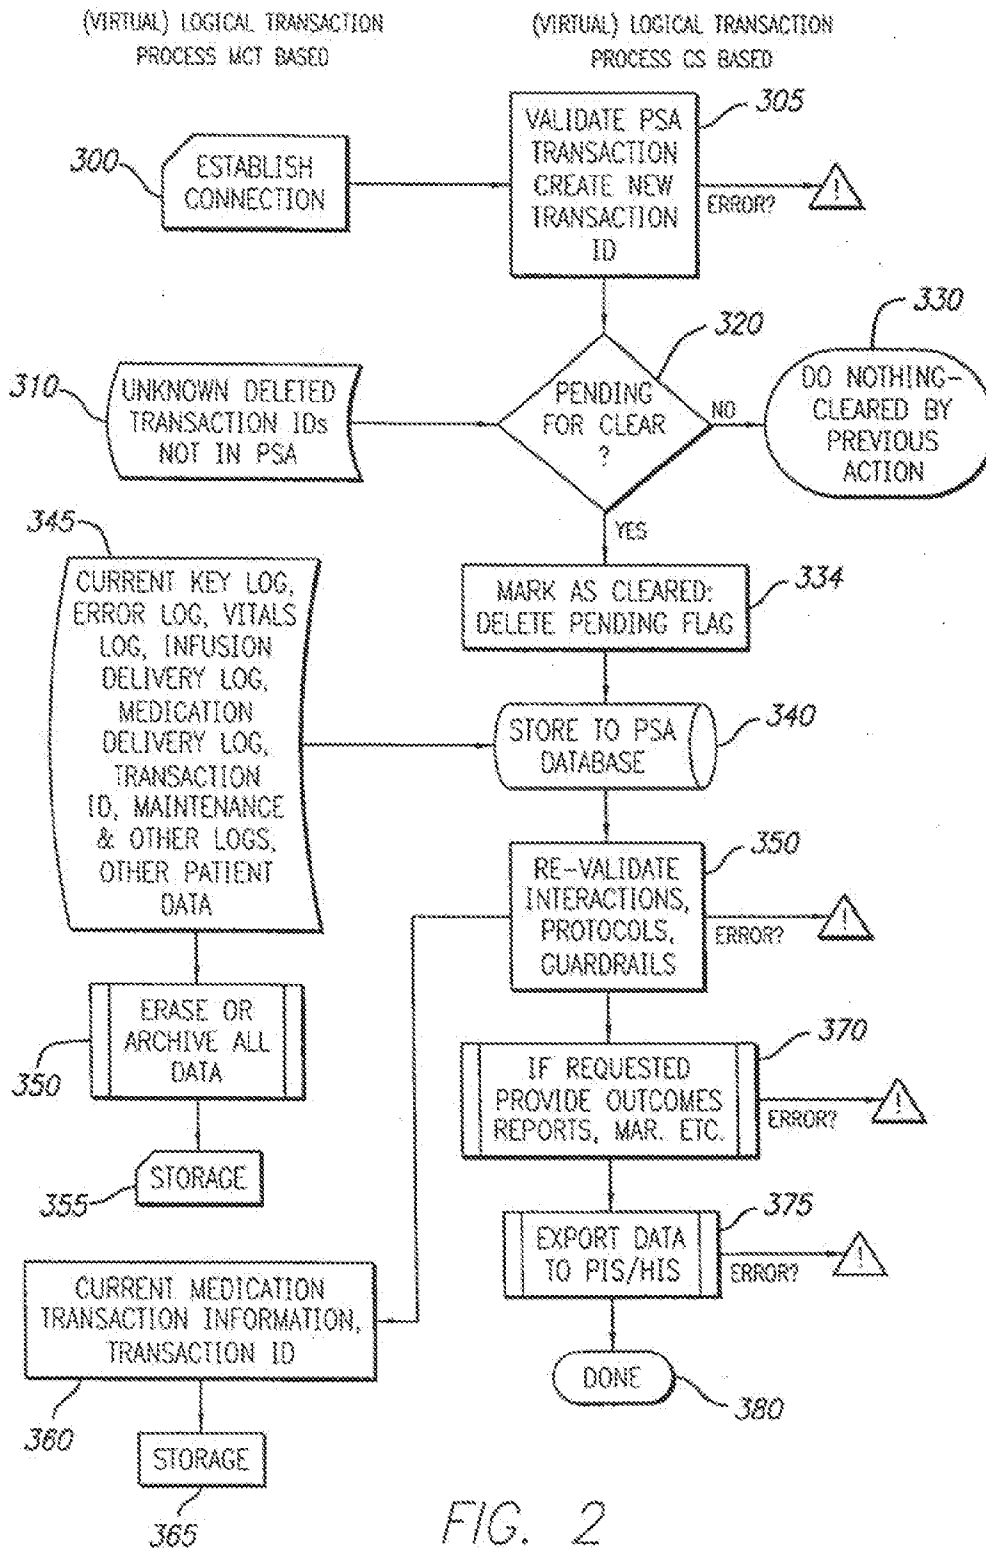 (VIRTUAL) LOGICAL TRANSACTION
PROCESS MCT BASED
(VIRTUAL) LOGICAL TRANSACTION
PROCESS CS BASED
300
ESTABLISH
CONNECTION
305
VALIDATE PSA
TRANSACTION
CREATE NEW
TRANSACTION
ID
ERROR?
!
310
UNKNOWN DELETED
TRANSACTION IDs
NOT IN PSA
320
PENDING
FOR CLEAR
?
NO
330
DO NOTHING-
CLEARED BY
PREVIOUS
ACTION
YES
334
MARK AS CLEARED:
DELETE PENDING FLAG
345
CURRENT KEY LOG,
ERROR LOG, VITALS
LOG, INFUSION
DELIVERY LOG,
MEDICATION
DELIVERY LOG,
TRANSACTION
ID, MAINTENANCE
& OTHER LOGS,
OTHER PATIENT
DATA
340
STORE TO PSA
DATABASE
350
RE-VALIDATE
INTERACTIONS,
PROTOCOLS,
GUARDRAILS
ERROR?
!
350
ERASE OR
ARCHIVE ALL
DATA
355
STORAGE
370
IF REQUESTED
PROVIDE OUTCOMES
REPORTS, MAR. ETC.
ERROR?
!
375
EXPORT DATA
TO PIS/HIS
ERROR?
!
CURRENT MEDICATION
TRANSACTION INFORMATION,
TRANSACTION ID
360
STORAGE
365
DONE
380
FIG. 2